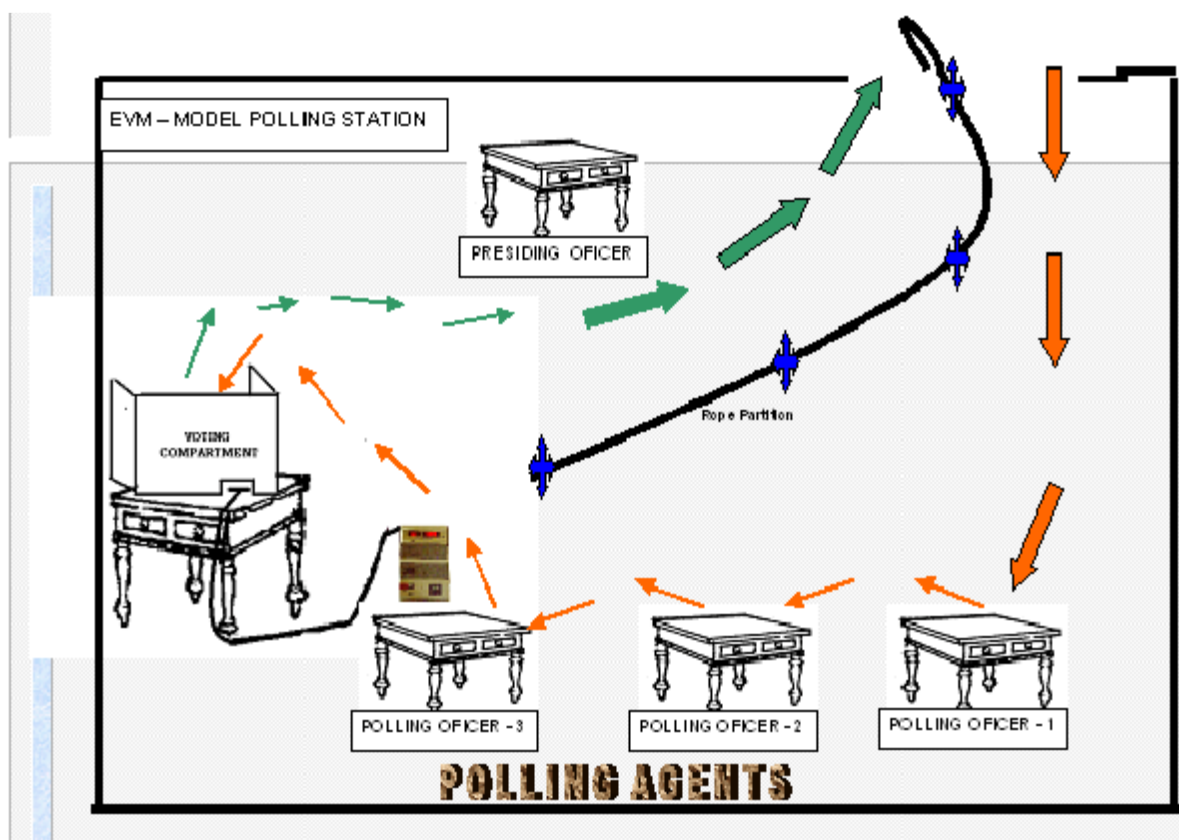 EVM – MODEL POLLING STATION
PRESIDING OFICER
Rope Partition
VOTING
COMPARTMENT
POLLING OFICER - 3
POLLING OFICER - 2
POLLING OFICER - 1
POLLING AGENTS